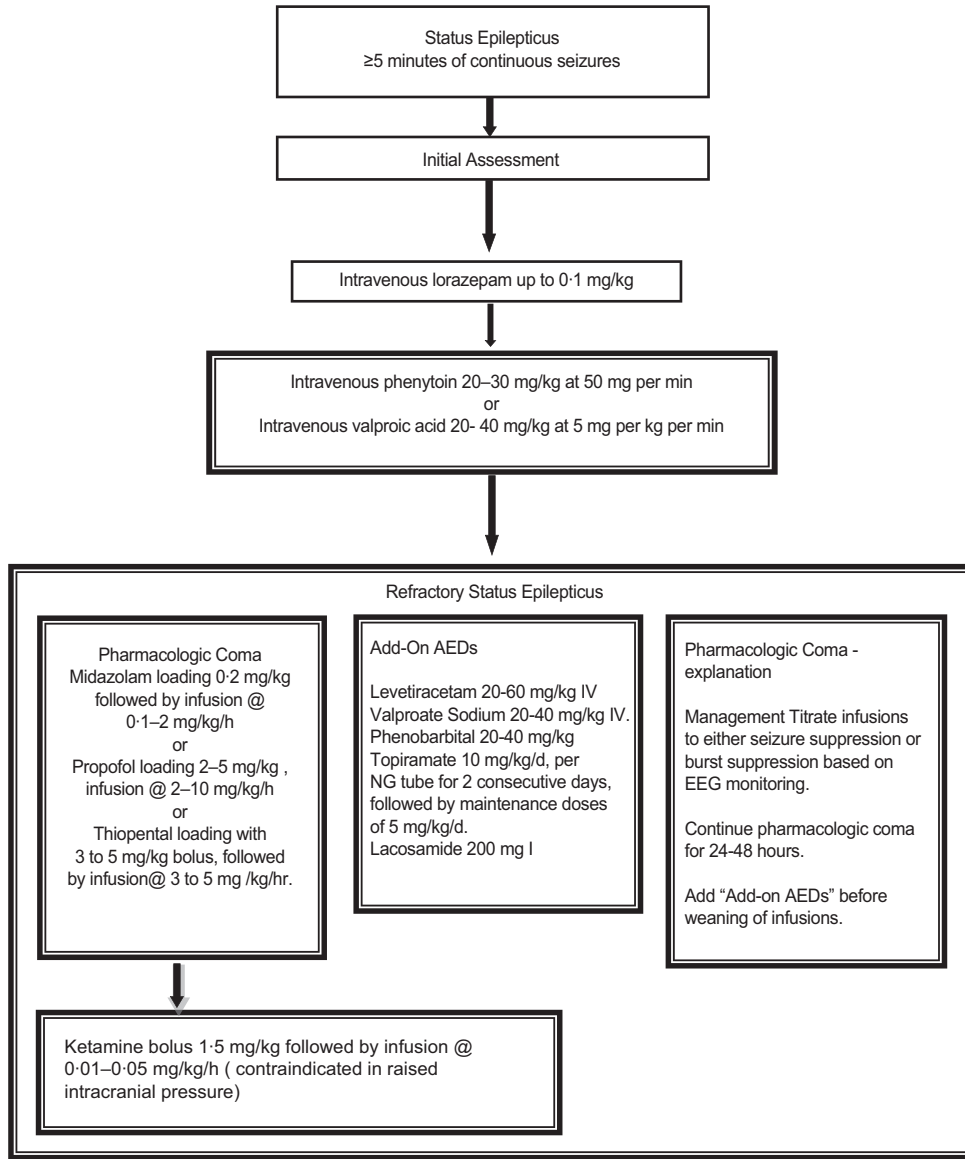 Status Epilepticus
≥5 minutes of continuous seizures
Initial Assessment
Intravenous lorazepam up to 0·1 mg/kg
Intravenous phenytoin 20–30 mg/kg at 50 mg per min
or
Intravenous valproic acid 20- 40 mg/kg at 5 mg per kg per min
Refractory Status Epilepticus
Pharmacologic Coma
Midazolam loading 0·2 mg/kg
followed by infusion @
0·1–2 mg/kg/h
or
Propofol loading 2–5 mg/kg ,
infusion @ 2–10 mg/kg/h
or
Thiopental loading with
3 to 5 mg/kg bolus, followed
by infusion@ 3 to 5 mg /kg/hr.
Add-On AEDs
Levetiracetam 20-60 mg/kg IV
Valproate Sodium 20-40 mg/kg IV.
Phenobarbital 20-40 mg/kg
Topiramate 10 mg/kg/d, per
NG tube for 2 consecutive days,
followed by maintenance doses
of 5 mg/kg/d.
Lacosamide 200 mg I
Pharmacologic Coma -
explanation
Management Titrate infusions
to either seizure suppression or
burst suppression based on
EEG monitoring.
Continue pharmacologic coma
for 24-48 hours.
Add “Add-on AEDs” before
weaning of infusions.
Ketamine bolus 1·5 mg/kg followed by infusion @
0·01–0·05 mg/kg/h ( contraindicated in raised
intracranial pressure)